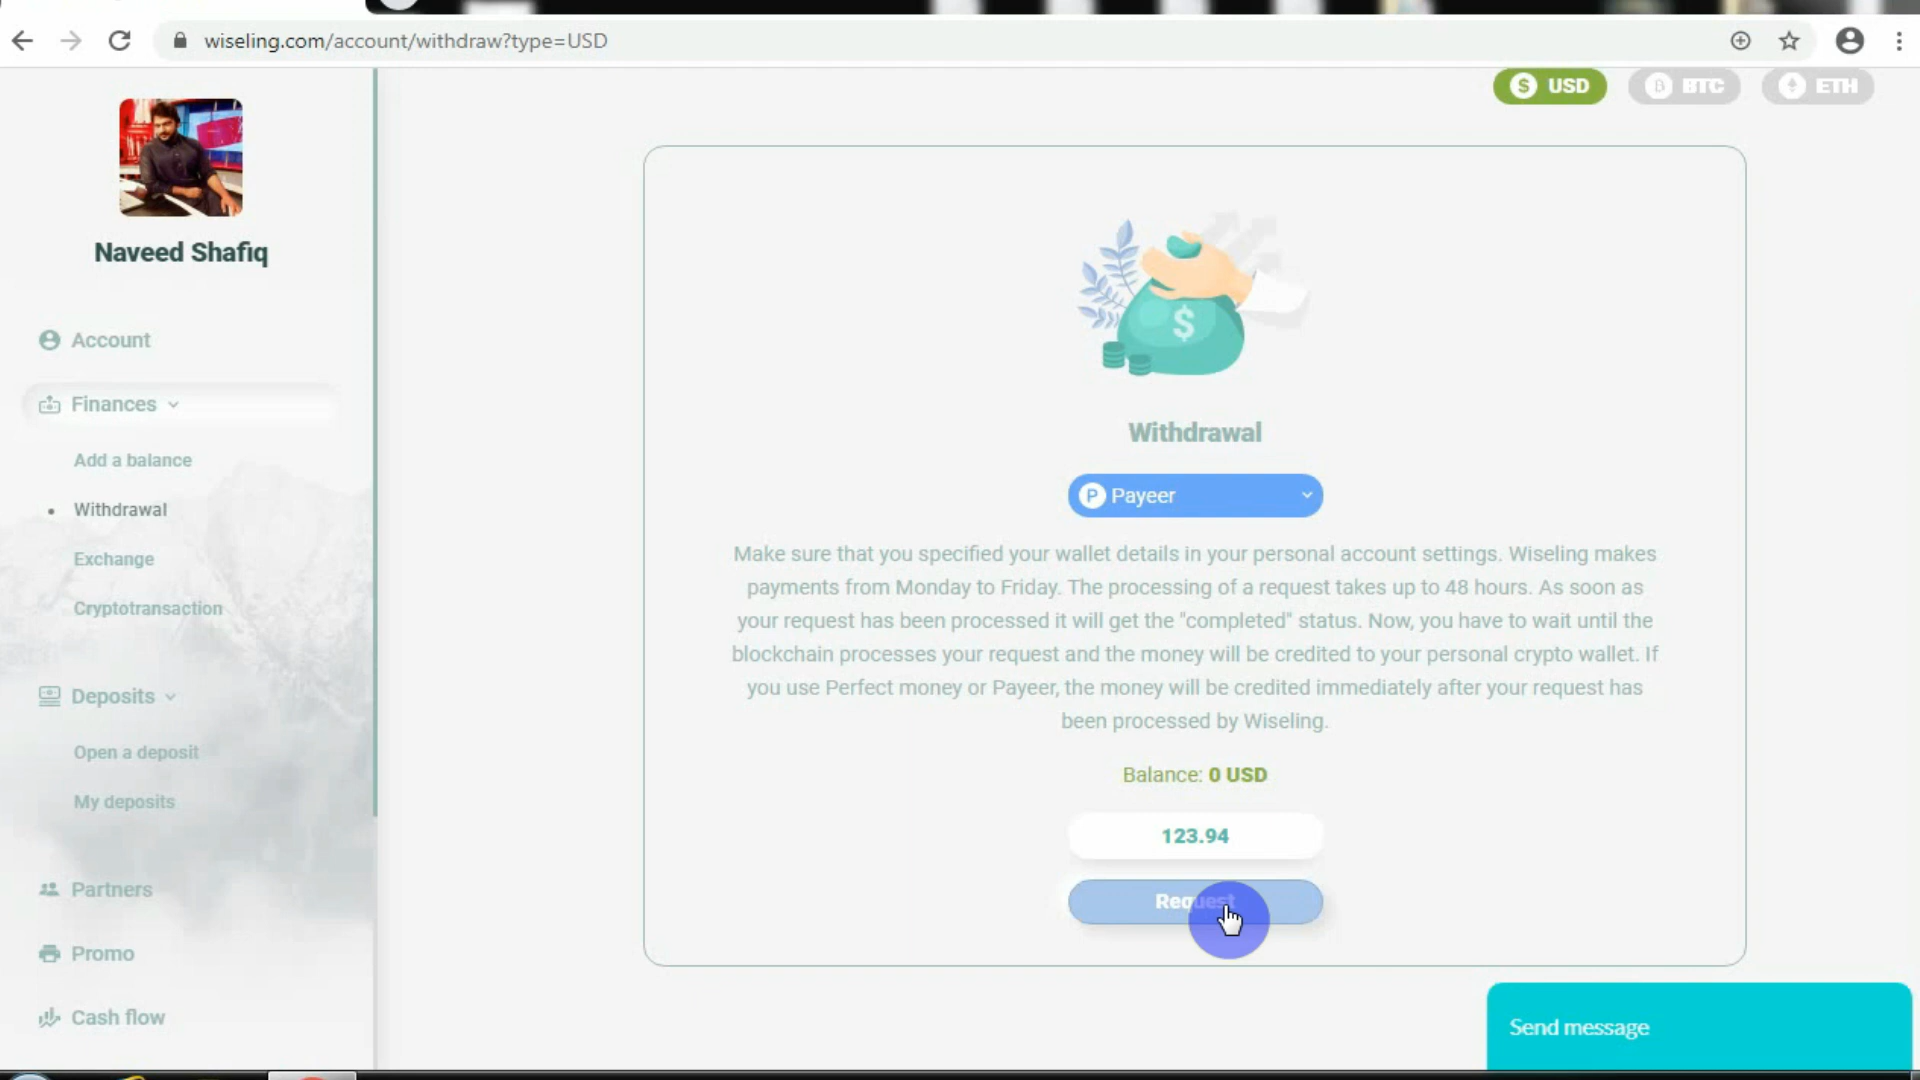 wiseling.com/account/withdraw?type=USD
USD
BTC
ETH
Naveed Shafiq
Account
Finances
Add a balance
Withdrawal
Exchange
Cryptotransaction
Deposits
Open a deposit
My deposits
Partners
Promo
Cash flow
$
Withdrawal
P Payeer
Make sure that you specified your wallet details in your personal account settings. Wiseling makes
payments from Monday to Friday. The processing of a request takes up to 48 hours. As soon as
your request has been processed it will get the "completed" status. Now, you have to wait until the
blockchain processes your request and the money will be credited to your personal crypto wallet. If
you use Perfect money or Payeer, the money will be credited immediately after your request has
been processed by Wiseling.
Balance: 0 USD
123.94
Request
Send message